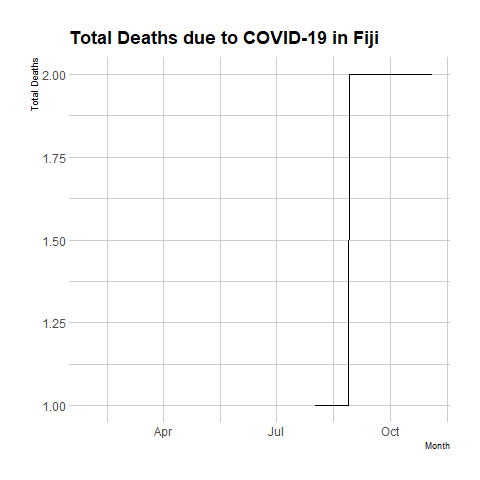 Total Deaths due to COVID-19 in Fiji
Total Deaths
2.00
1.75
1.50
1.25
1.00
Apr Jul Oct
Month